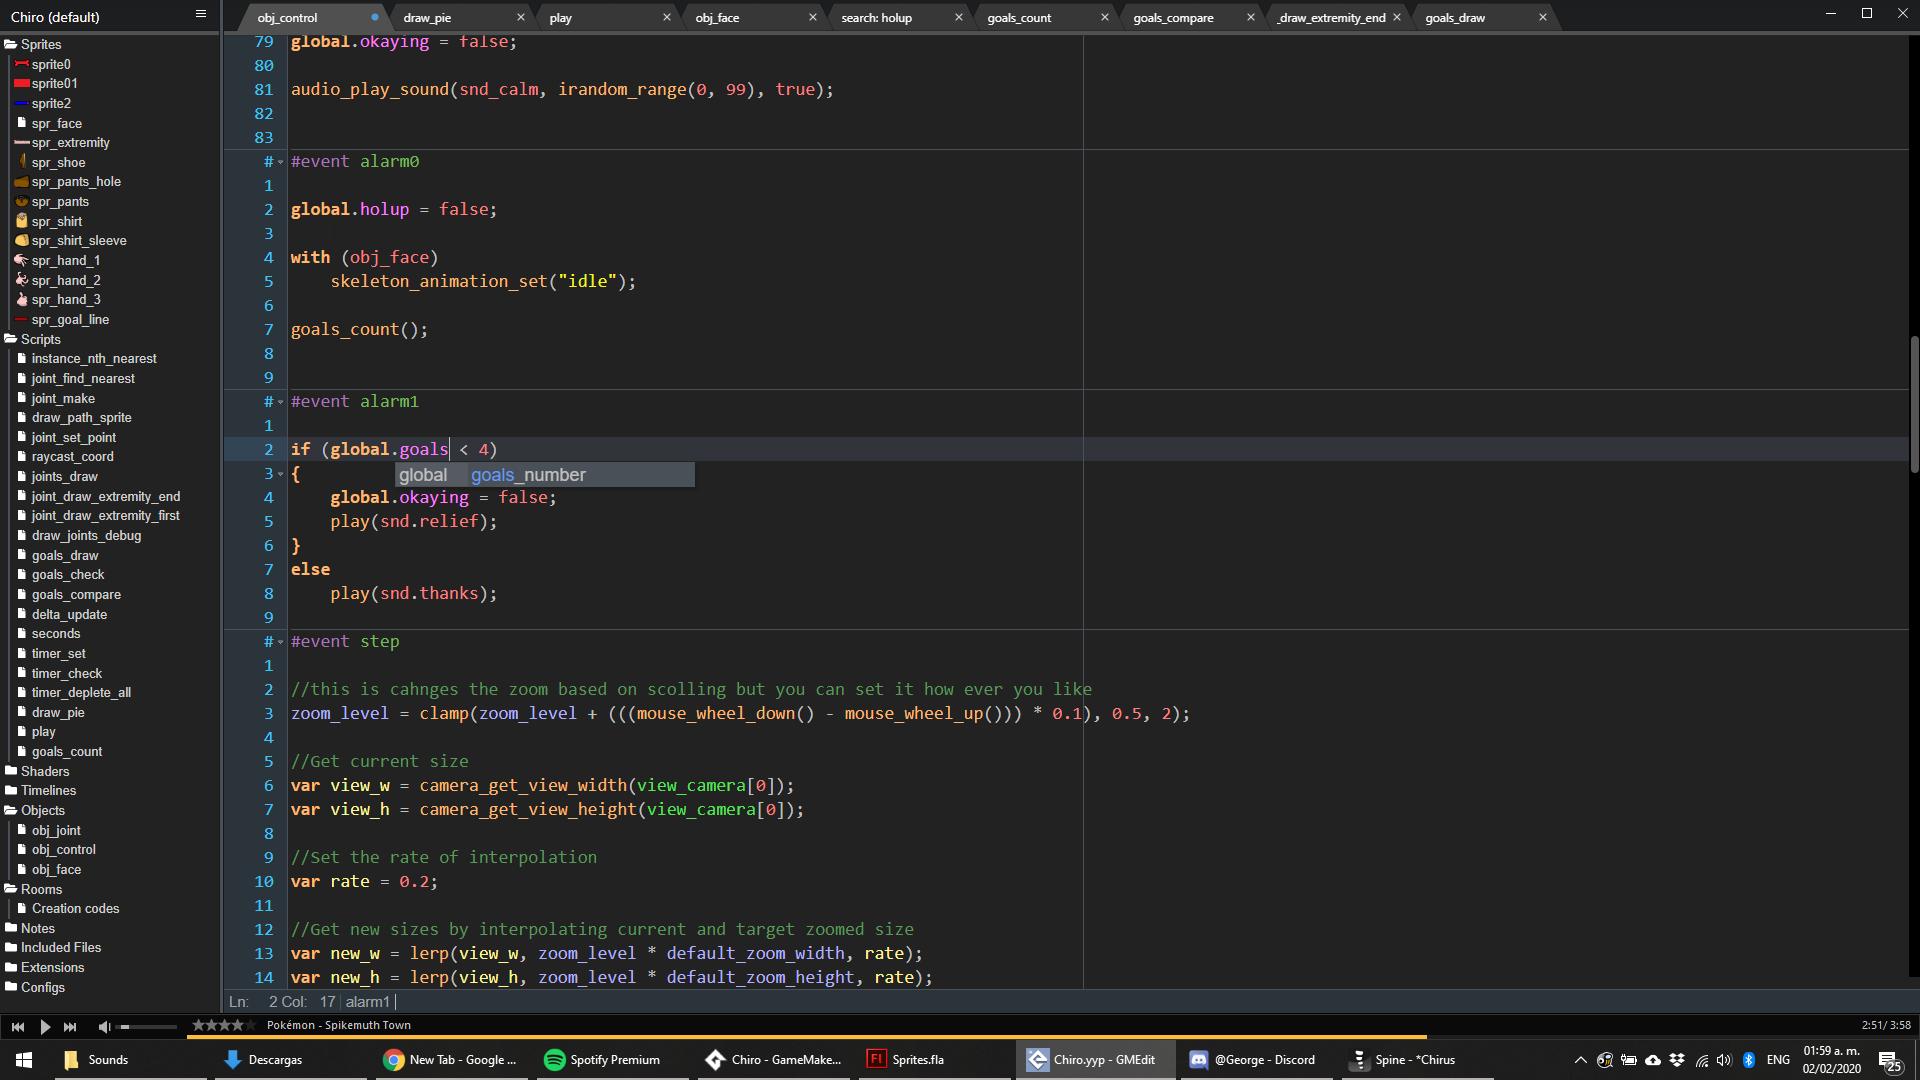 Chiro (default)
obj_control
draw_pie
play
obj_face
search: holup
goals_count
goals_compare
_draw_extremity_end
goals_draw
Sprites
sprite0
sprite01
sprite2
spr_face
spr_extremity
spr_shoe
spr_pants_hole
spr_pants
spr_shirt
spr_shirt_sleeve
spr_hand_1
spr_hand_2
spr_hand_3
spr_goal_line
Scripts
instance_nth_nearest
joint_find_nearest
joint_make
draw_path_sprite
joint_set_point
raycast_coord
joints_draw
joint_draw_extremity_end
joint_draw_extremity_first
draw_joints_debug
goals_draw
goals_check
goals_compare
delta_update
seconds
timer_set
timer_check
timer_deplete_all
draw_pie
play
goals_count
Shaders
Timelines
Objects
obj_joint
obj_control
obj_face
Rooms
Creation codes
Notes
Included Files
Extensions
Configs
79 global.okaying = false;
80
81 audio_play_sound(snd_calm, irandom_range(0, 99), true);
82
83
# #event alarm0
1
2 global.holup = false;
3
4 with (obj_face)
5 skeleton_animation_set("idle");
6
7 goals_count();
8
9
# #event alarm1
1
2 if (global.goals < 4)
3 {
global goals_number
4 global.okaying = false;
5 play(snd.relief);
6 }
7 else
8 play(snd.thanks);
9
# #event step
1
2 //this is cahnges the zoom based on scolling but you can set it how ever you like
3 zoom_level = clamp(zoom_level + (((mouse_wheel_down() - mouse_wheel_up())) * 0.1), 0.5, 2);
4
5 //Get current size
6 var view_w = camera_get_view_width(view_camera[0]);
7 var view_h = camera_get_view_height(view_camera[0]);
8
9 //Set the rate of interpolation
10 var rate = 0.2;
11
12 //Get new sizes by interpolating current and target zoomed size
13 var new_w = lerp(view_w, zoom_level * default_zoom_width, rate);
14 var new_h = lerp(view_h, zoom_level * default_zoom_height, rate);
Ln: 2 Col: 17 alarm1
Pokémon - Spikemuth Town
2:51/ 3:58
Sounds
Descargas
New Tab - Google ...
Spotify Premium
Chiro - GameMake...
Fl Sprites.fla
Chiro.yyp - GMEdit
@George - Discord
Spine - *Chirus
ENG
01:59 a. m.
02/02/2020
25